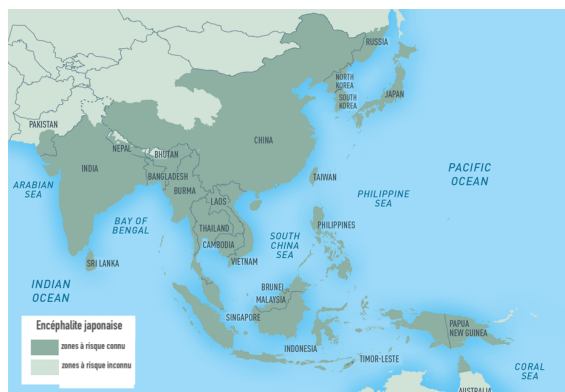 RUSSIA
NORTH
KOREA
SOUTH
KOREA
JAPAN
PAKISTAN
NEPAL
BHUTAN
CHINA
INDIA
BANGLADESH
BURMA
TAIWAN
PACIFIC
OCEAN
ARABIAN
SEA
LAOS
PHILIPPINE
SEA
BAY OF
BENGAL
THAILAND
CAMBODIA
VIETNAM
SOUTH
CHINA
SEA
PHILIPPINES
SRI LANKA
INDIAN
OCEAN
BRUNEI
MALAYSIA
SINGAPORE
INDONESIA
PAPUA
NEW GUINEA
TIMOR-LESTE
CORAL
SEA
AUSTRALIA
Encéphalite japonaise
zones à risque connu
zones à risque inconnu